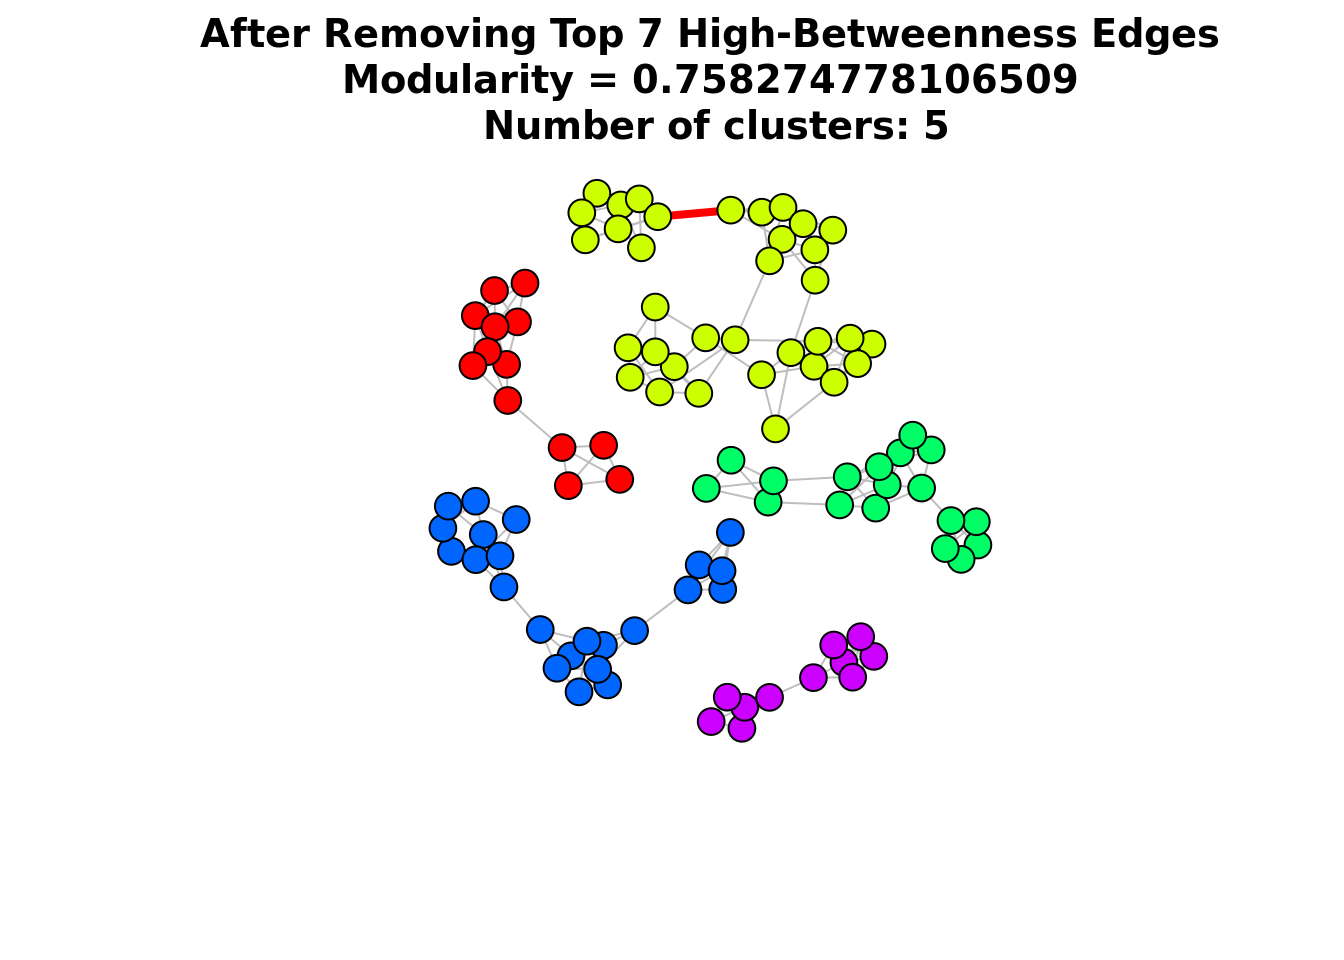 After Removing Top 7 High-Betweenness Edges
Modularity = 0.758274778106509
Number of clusters: 5